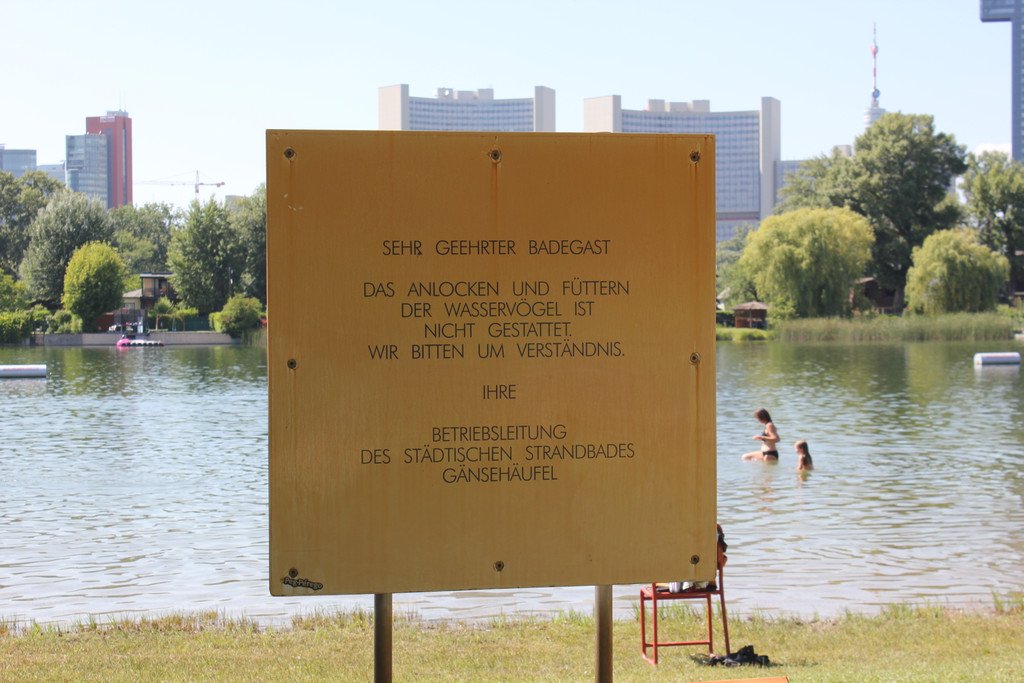 SEHR GEEHRTER BADEGAST
DAS ANLOCKEN UND FÜTTERN
DER WASSERVÖGEL IST
NICHT GESTATTET.
WIR BITTEN UM VERSTÄNDNIS.
IHRE
BETRIEBSLEITUNG
DES STÄDTISCHEN STRANDBADES
GÄNSEHÄUFEL